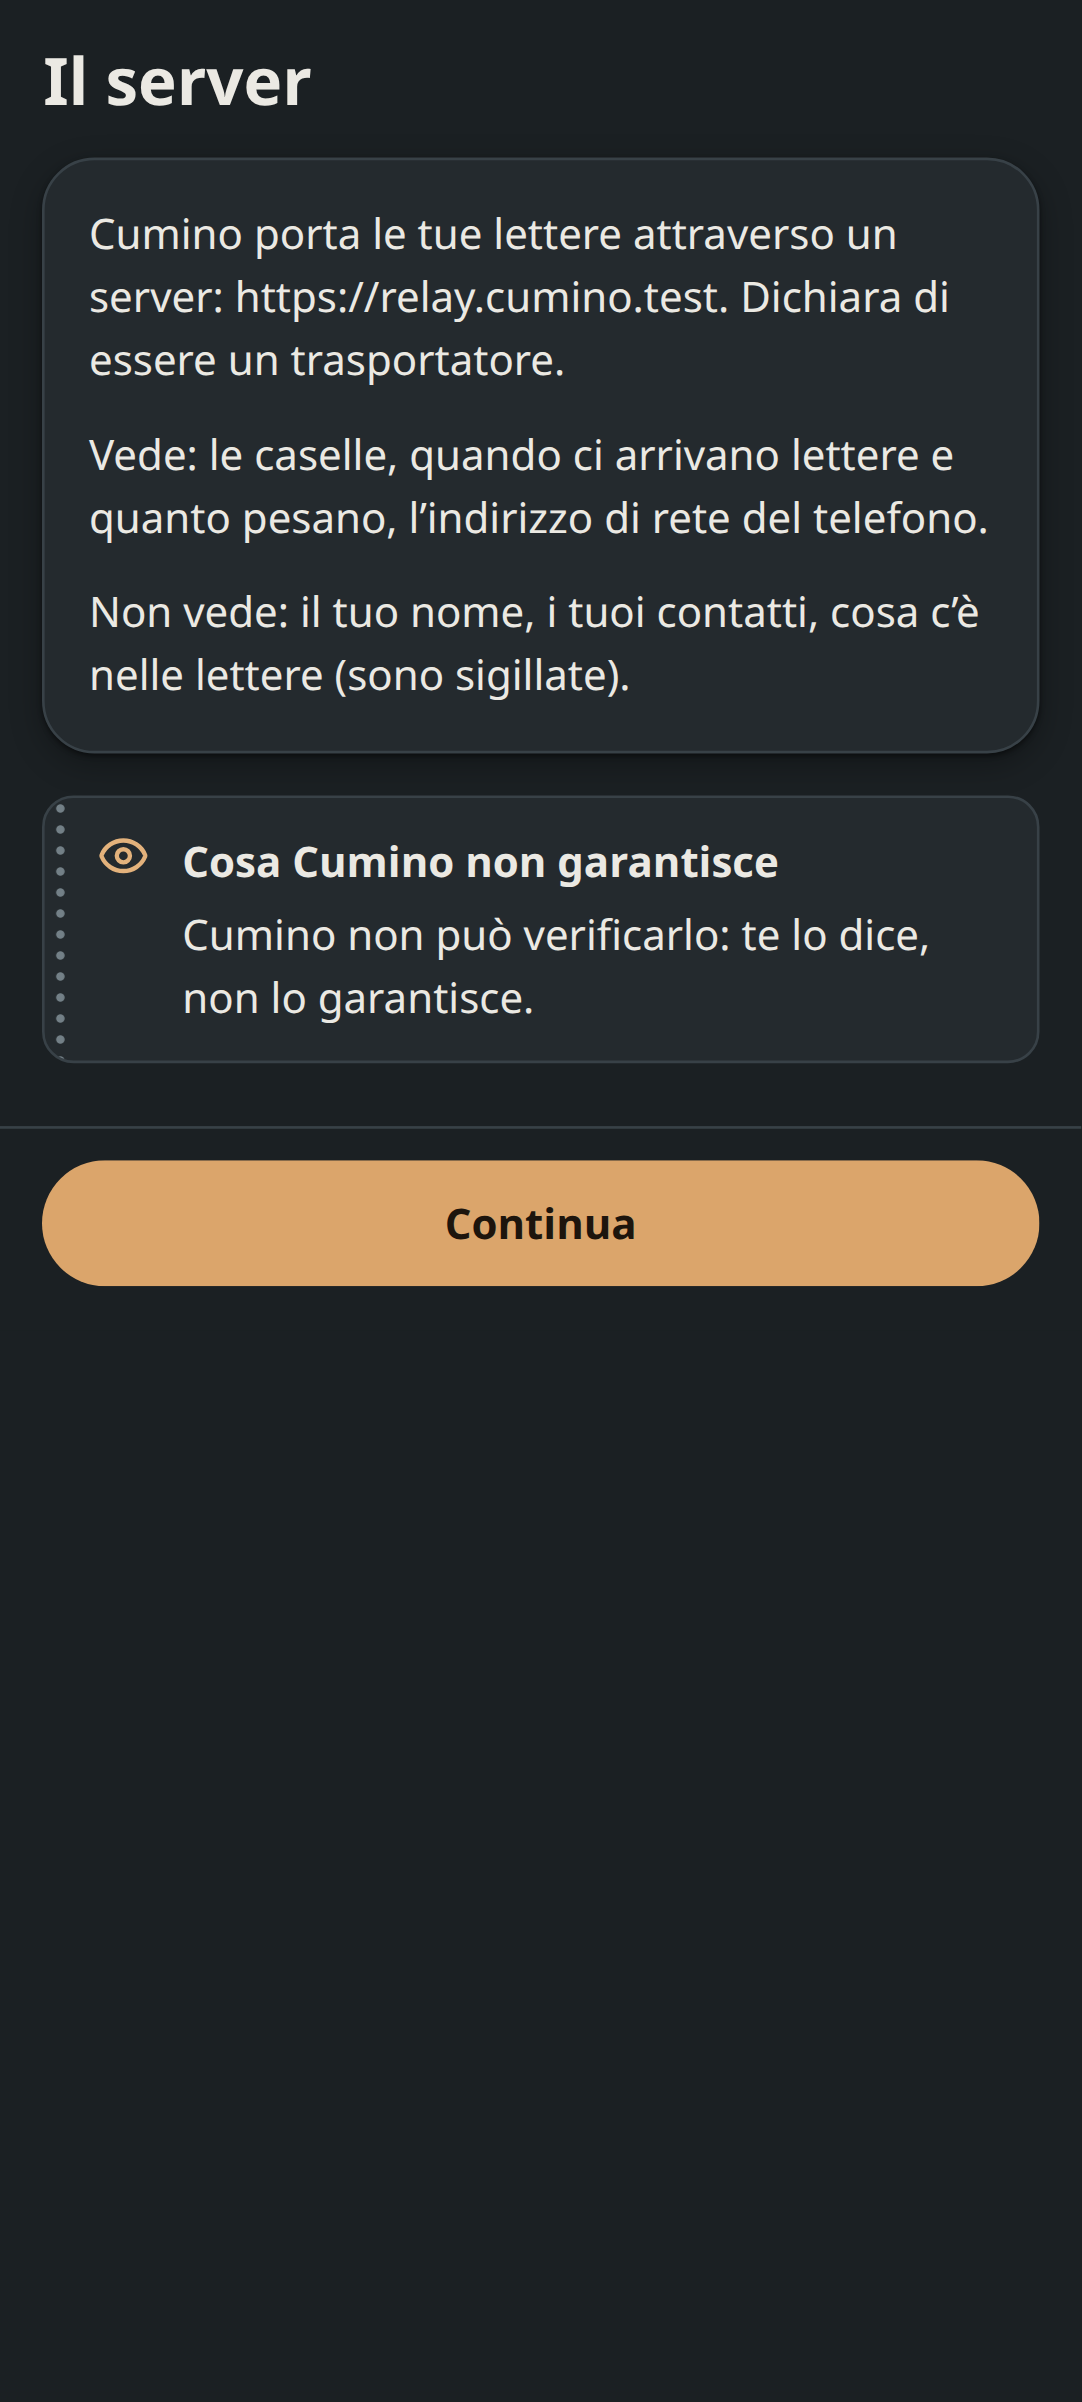 Il server
Cumino porta le tue lettere attraverso un
server: https://relay.cumino.test. Dichiara di
essere un trasportatore.
Vede: le caselle, quando ci arrivano lettere e
quanto pesano, l’indirizzo di rete del telefono.
Non vede: il tuo nome, i tuoi contatti, cosa c’è
nelle lettere (sono sigillate).
Cosa Cumino non garantisce
Cumino non può verificarlo: te lo dice,
non lo garantisce.
Continua